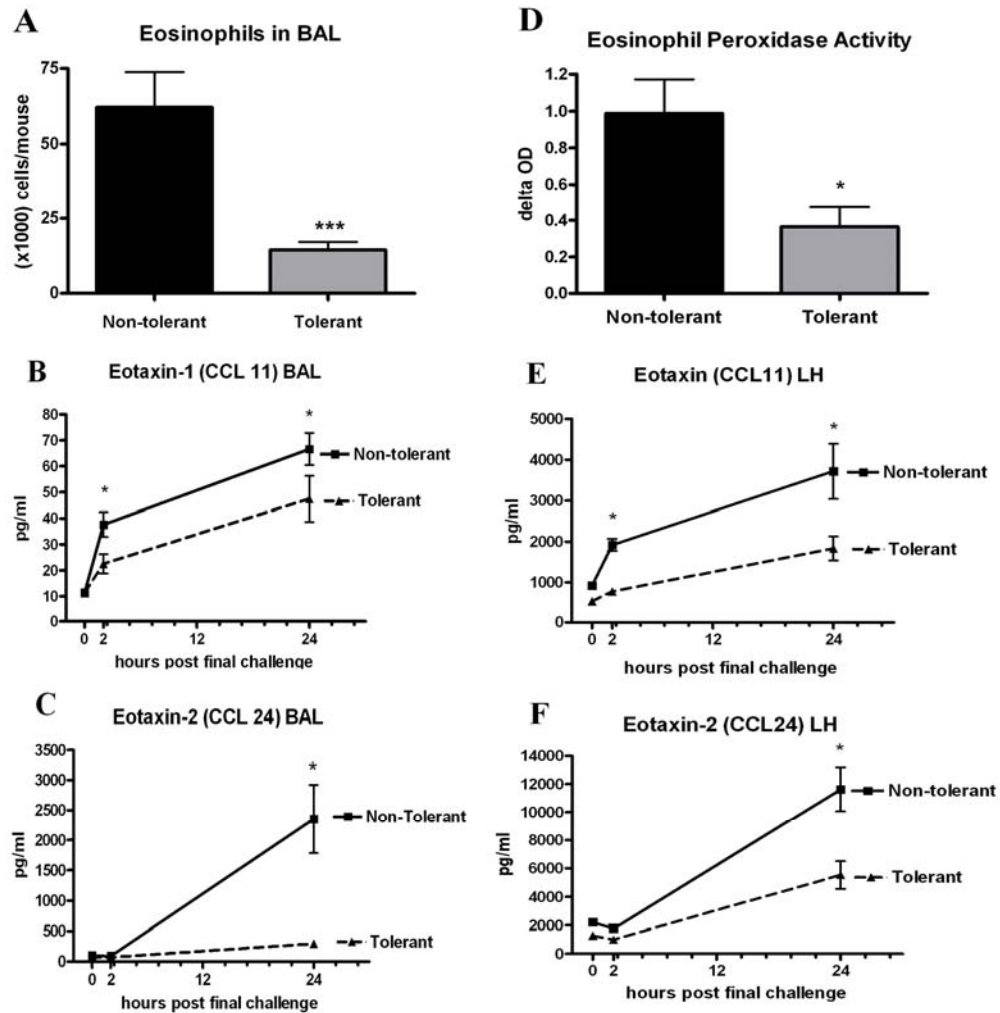 A
Eosinophils in BAL
(x1000) cells/mouse
75
50
25
0
***
Non-tolerant
Tolerant
D
Eosinophil Peroxidase Activity
delta OD
1.2
1.0
0.8
0.6
0.4
0.2
0.0
*
Non-tolerant
Tolerant
B
Eotaxin-1 (CCL 11) BAL
pg/ml
80
70
60
50
40
30
20
10
0
*
*
Non-tolerant
Tolerant
0 2 12 24
hours post final challenge
E
Eotaxin (CCL11) LH
pg/ml
5000
4000
3000
2000
1000
0
*
*
Non-tolerant
Tolerant
0 2 12 24
hours post final challenge
C
Eotaxin-2 (CCL 24) BAL
pg/ml
3500
3000
2500
2000
1500
1000
500
0
*
Non-Tolerant
Tolerant
0 2 12 24
hours post final challenge
F
Eotaxin-2 (CCL24) LH
pg/ml
14000
12000
10000
8000
6000
4000
2000
0
*
Non-tolerant
Tolerant
0 2 12 24
hours post final challenge